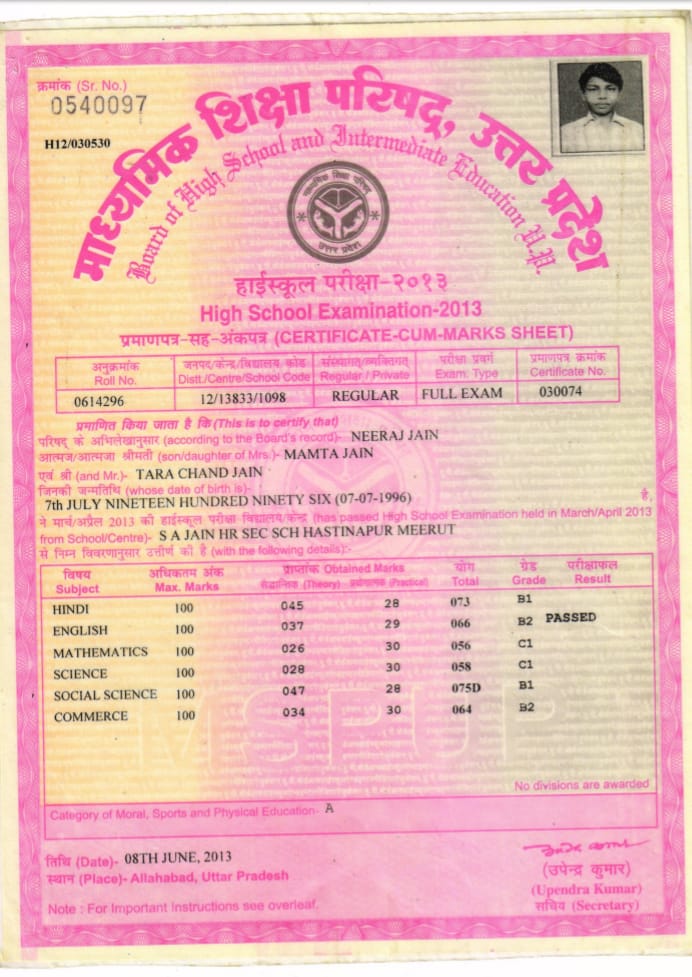 क्रमांक (Sr. No.)
0540097
H12/030530
माध्यमिक शिक्षा परिषद्, उत्तर प्रदेश
Board of High School and Intermediate Education U.P.
माध्यमिक शिक्षा परिषद्
उत्तर प्रदेश
हाईस्कूल परीक्षा-२०१३
High School Examination-2013
प्रमाणपत्र-सह-अंकपत्र (CERTIFICATE-CUM-MARKS SHEET)
अनुक्रमांक जनपद/केन्द्र/विद्यालय कोड संस्थागत/व्यक्तिगत परीक्षा प्रवर्ग प्रमाणपत्र क्रमांक
Roll No. Distt./Centre/School Code Regular / Private Exam. Type Certificate No.
0614296 12/13833/1098 REGULAR FULL EXAM 030074
प्रमाणित किया जाता है कि (This is to certify that)
परिषद् के अभिलेखानुसार (according to the Board's record)- NEERAJ JAIN
आत्मज/आत्मजा श्रीमती (son/daughter of Mrs.)- MAMTA JAIN
एवं श्री (and Mr.)- TARA CHAND JAIN
जिनकी जन्मतिथि (whose date of birth is)-
7th JULY NINETEEN HUNDRED NINETY SIX (07-07-1996) है,
ने मार्च/अप्रैल 2013 की हाईस्कूल परीक्षा विद्यालय/केन्द्र (has passed High School Examination held in March/April 2013
from School/Centre)- S A JAIN HR SEC SCH HASTINAPUR MEERUT
से निम्न विवरणानुसार उत्तीर्ण की है (with the following details):-
विषय अधिकतम अंक प्राप्तांक Obtained Marks योग ग्रेड परीक्षाफल
Subject Max. Marks सैद्धान्तिक (Theory) प्रयोगात्मक (Practical) Total Grade Result
HINDI 100 045 28 073 B1
ENGLISH 100 037 29 066 B2 PASSED
MATHEMATICS 100 026 30 056 C1
SCIENCE 100 028 30 058 C1
SOCIAL SCIENCE 100 047 28 075D B1
COMMERCE 100 034 30 064 B2
MSPUP
No divisions are awarded
Category of Moral, Sports and Physical Education- A
तिथि (Date)- 08TH JUNE, 2013
स्थान (Place)- Allahabad, Uttar Pradesh
(उपेन्द्र कुमार)
(Upendra Kumar)
सचिव (Secretary)
Note : For Important Instructions see overleaf.